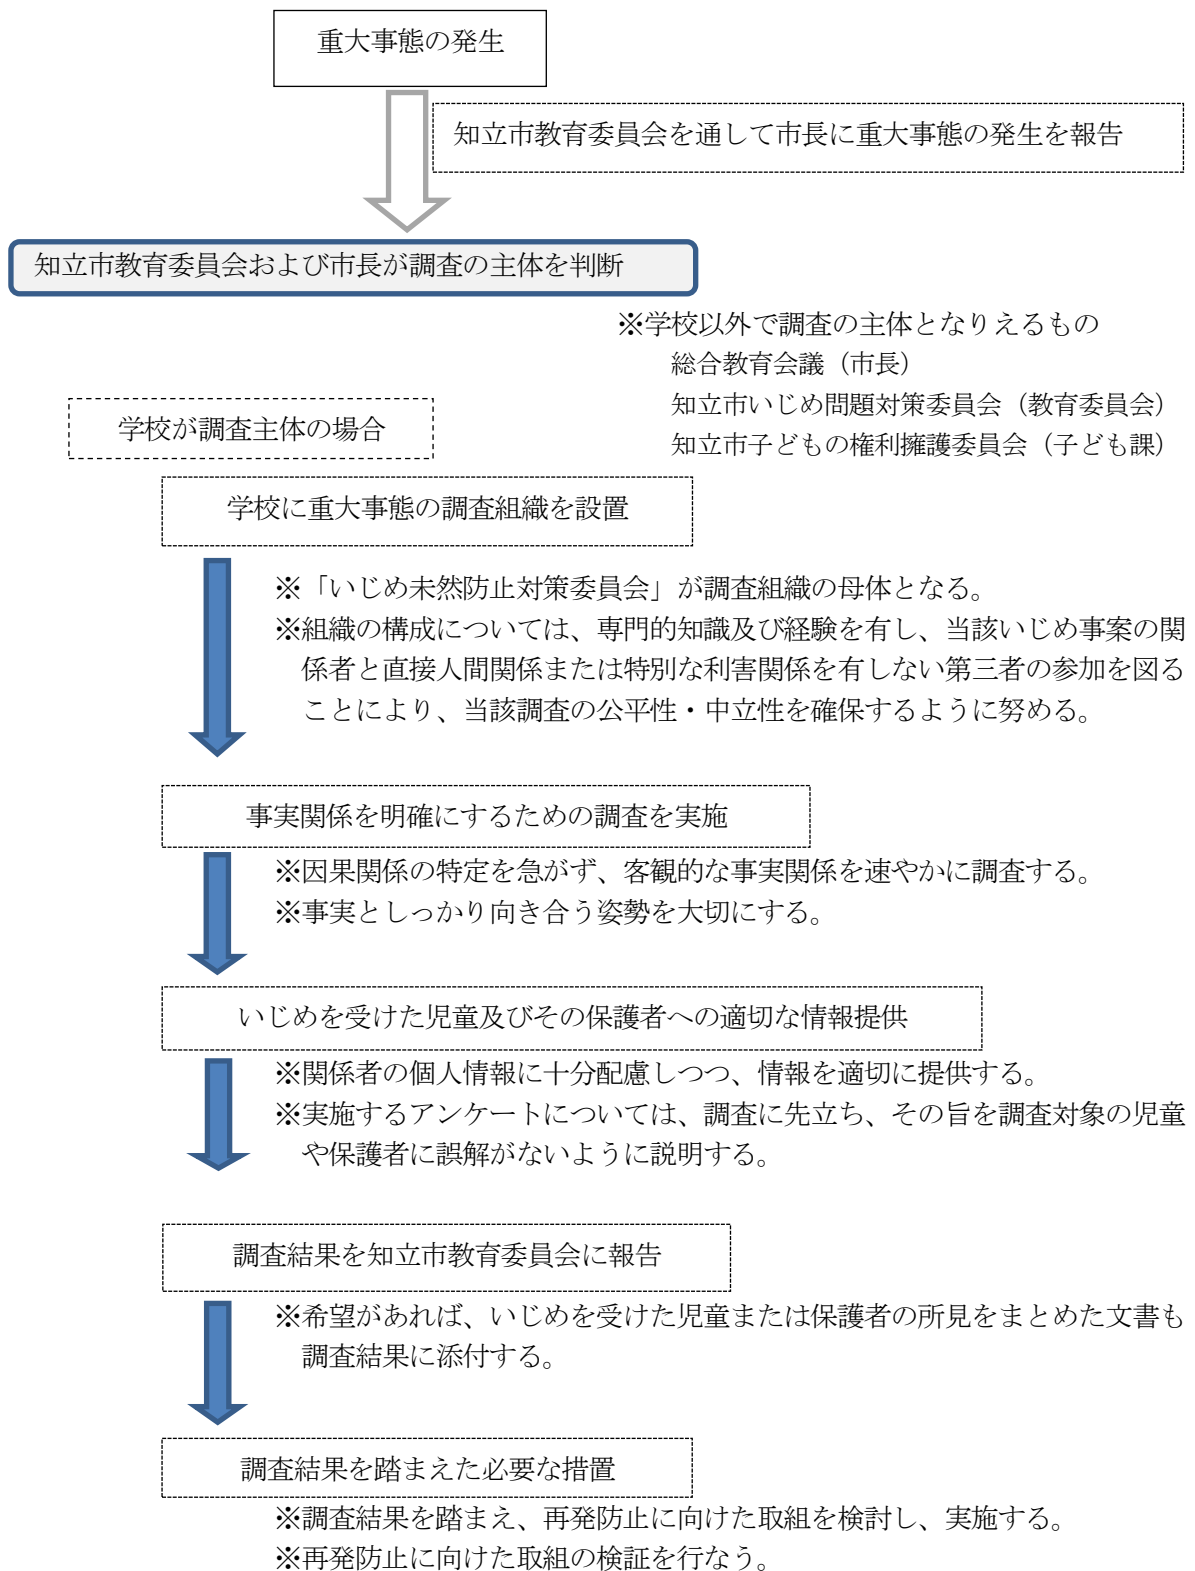 重大事態の発生
知立市教育委員会を通して市長に重大事態の発生を報告
知立市教育委員会および市長が調査の主体を判断
※学校以外で調査の主体となりえるもの
総合教育会議（市長）
知立市いじめ問題対策委員会（教育委員会）
知立市子どもの権利擁護委員会（子ども課）
学校が調査主体の場合
学校に重大事態の調査組織を設置
※「いじめ未然防止対策委員会」が調査組織の母体となる。
※組織の構成については、専門的知識及び経験を有し、当該いじめ事案の関
係者と直接人間関係または特別な利害関係を有しない第三者の参加を図る
ことにより、当該調査の公平性・中立性を確保するように努める。
事実関係を明確にするための調査を実施
※因果関係の特定を急がず、客観的な事実関係を速やかに調査する。
※事実としっかり向き合う姿勢を大切にする。
いじめを受けた児童及びその保護者への適切な情報提供
※関係者の個人情報に十分配慮しつつ、情報を適切に提供する。
※実施するアンケートについては、調査に先立ち、その旨を調査対象の児童
や保護者に誤解がないように説明する。
調査結果を知立市教育委員会に報告
※希望があれば、いじめを受けた児童または保護者の所見をまとめた文書も
調査結果に添付する。
調査結果を踏まえた必要な措置
※調査結果を踏まえ、再発防止に向けた取組を検討し、実施する。
※再発防止に向けた取組の検証を行なう。